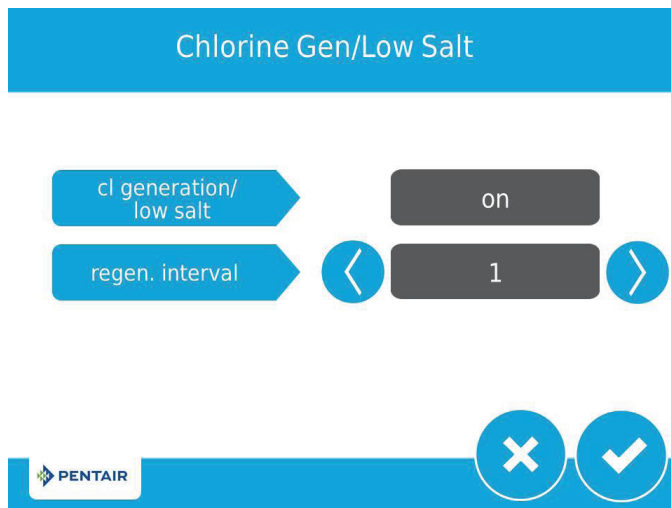 Chlorine Gen/Low Salt
cl generation/
low salt
on
regen. interval
1
PENTAIR